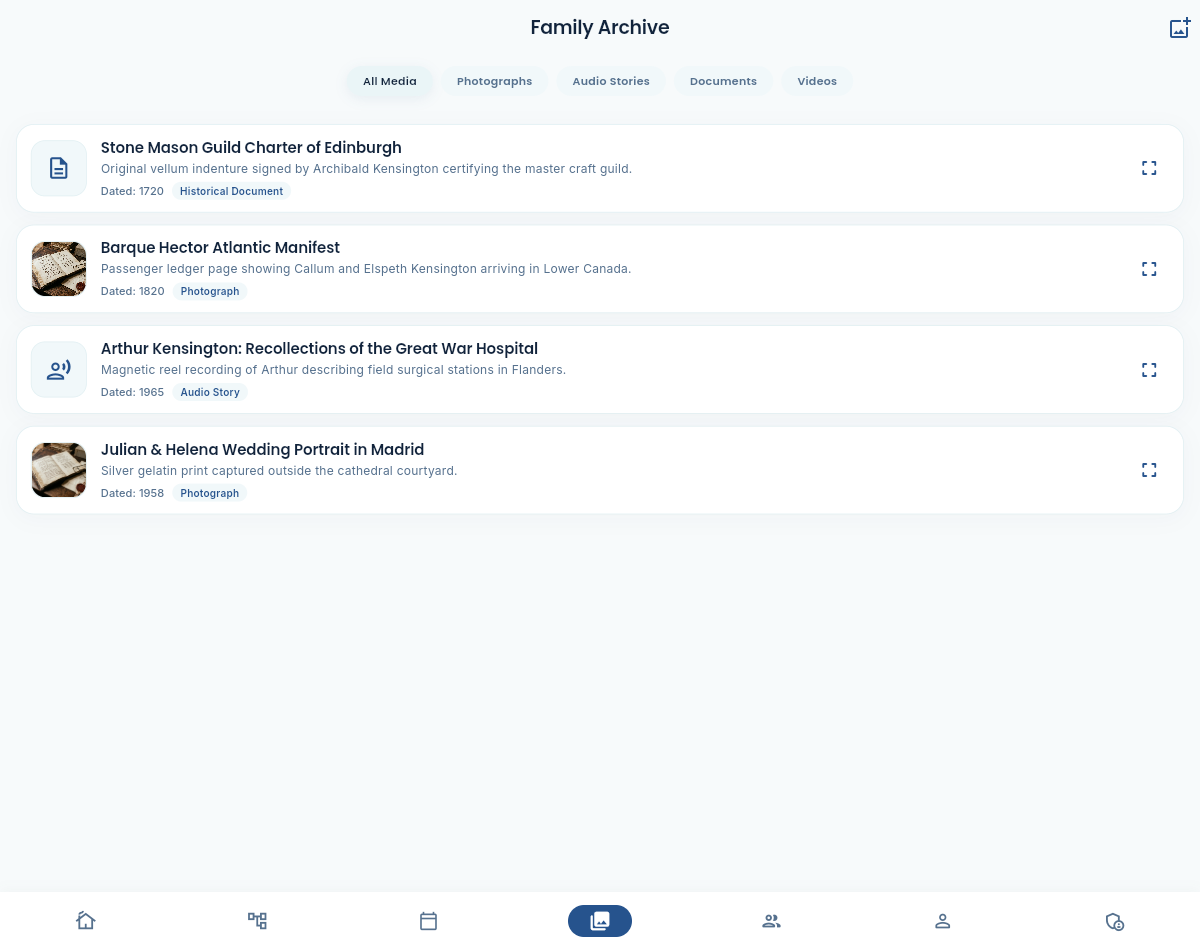 Family Archive
All Media
Photographs
Audio Stories
Documents
Videos
Stone Mason Guild Charter of Edinburgh
Original vellum indenture signed by Archibald Kensington certifying the master craft guild.
Dated: 1720
Historical Document
Barque Hector Atlantic Manifest
Passenger ledger page showing Callum and Elspeth Kensington arriving in Lower Canada.
Dated: 1820
Photograph
Arthur Kensington: Recollections of the Great War Hospital
Magnetic reel recording of Arthur describing field surgical stations in Flanders.
Dated: 1965
Audio Story
Julian & Helena Wedding Portrait in Madrid
Silver gelatin print captured outside the cathedral courtyard.
Dated: 1958
Photograph